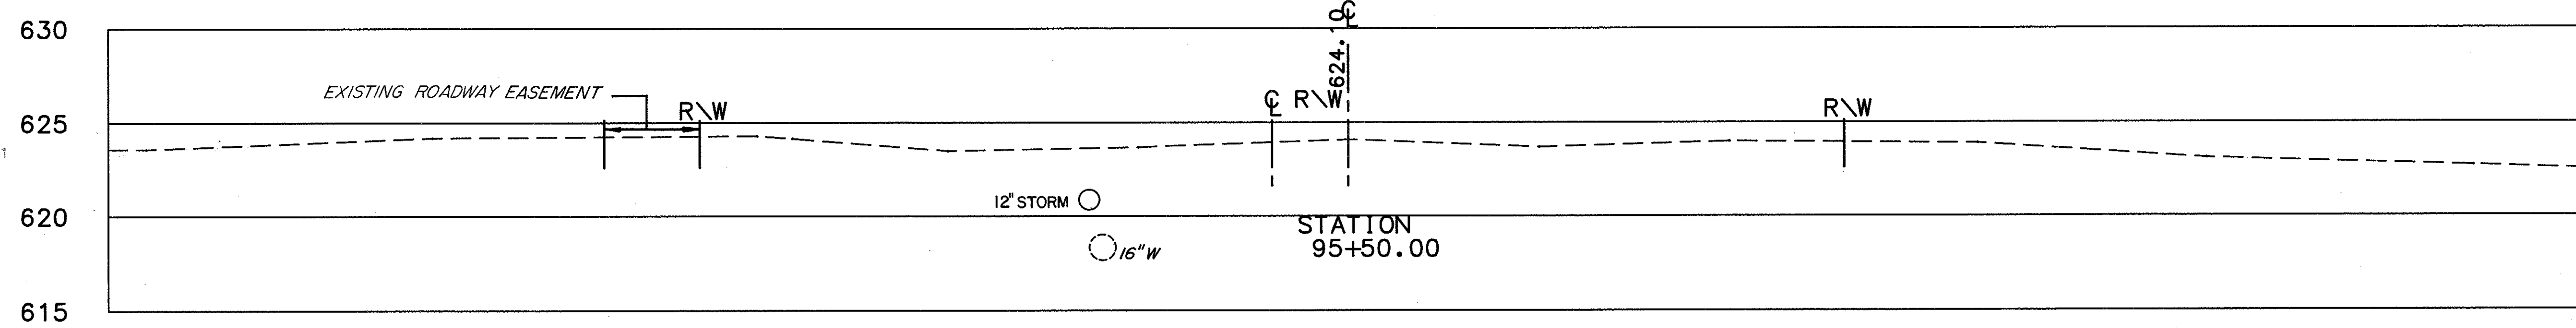 630
℄
624.10
EXISTING ROADWAY EASEMENT
R\W
℄ R\W
R\W
625
12" STORM
620
STATION
16" W
95+50.00
615